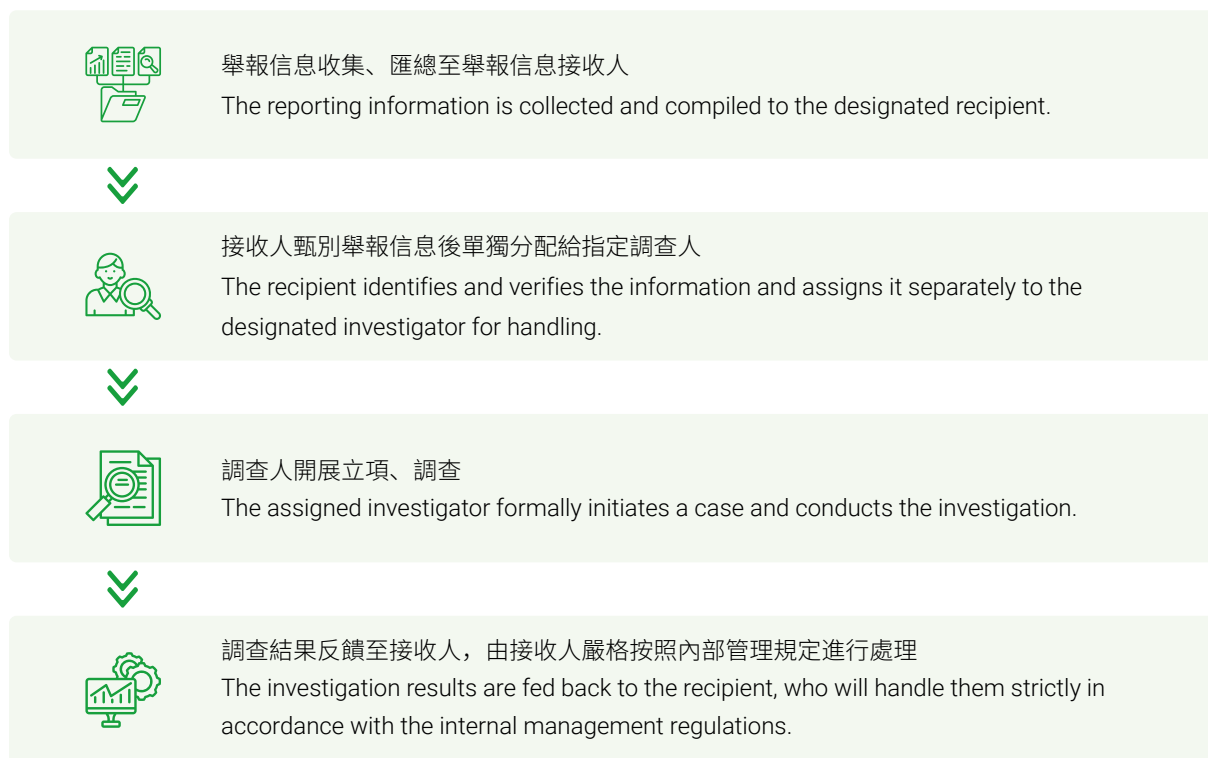 舉報信息收集、匯總至舉報信息接收人
The reporting information is collected and compiled to the designated recipient.
接收人甄別舉報信息後單獨分配給指定調查人
The recipient identifies and verifies the information and assigns it separately to the
designated investigator for handling.
調查人開展立項、調查
The assigned investigator formally initiates a case and conducts the investigation.
調查結果反饋至接收人，由接收人嚴格按照內部管理規定進行處理
The investigation results are fed back to the recipient, who will handle them strictly in
accordance with the internal management regulations.